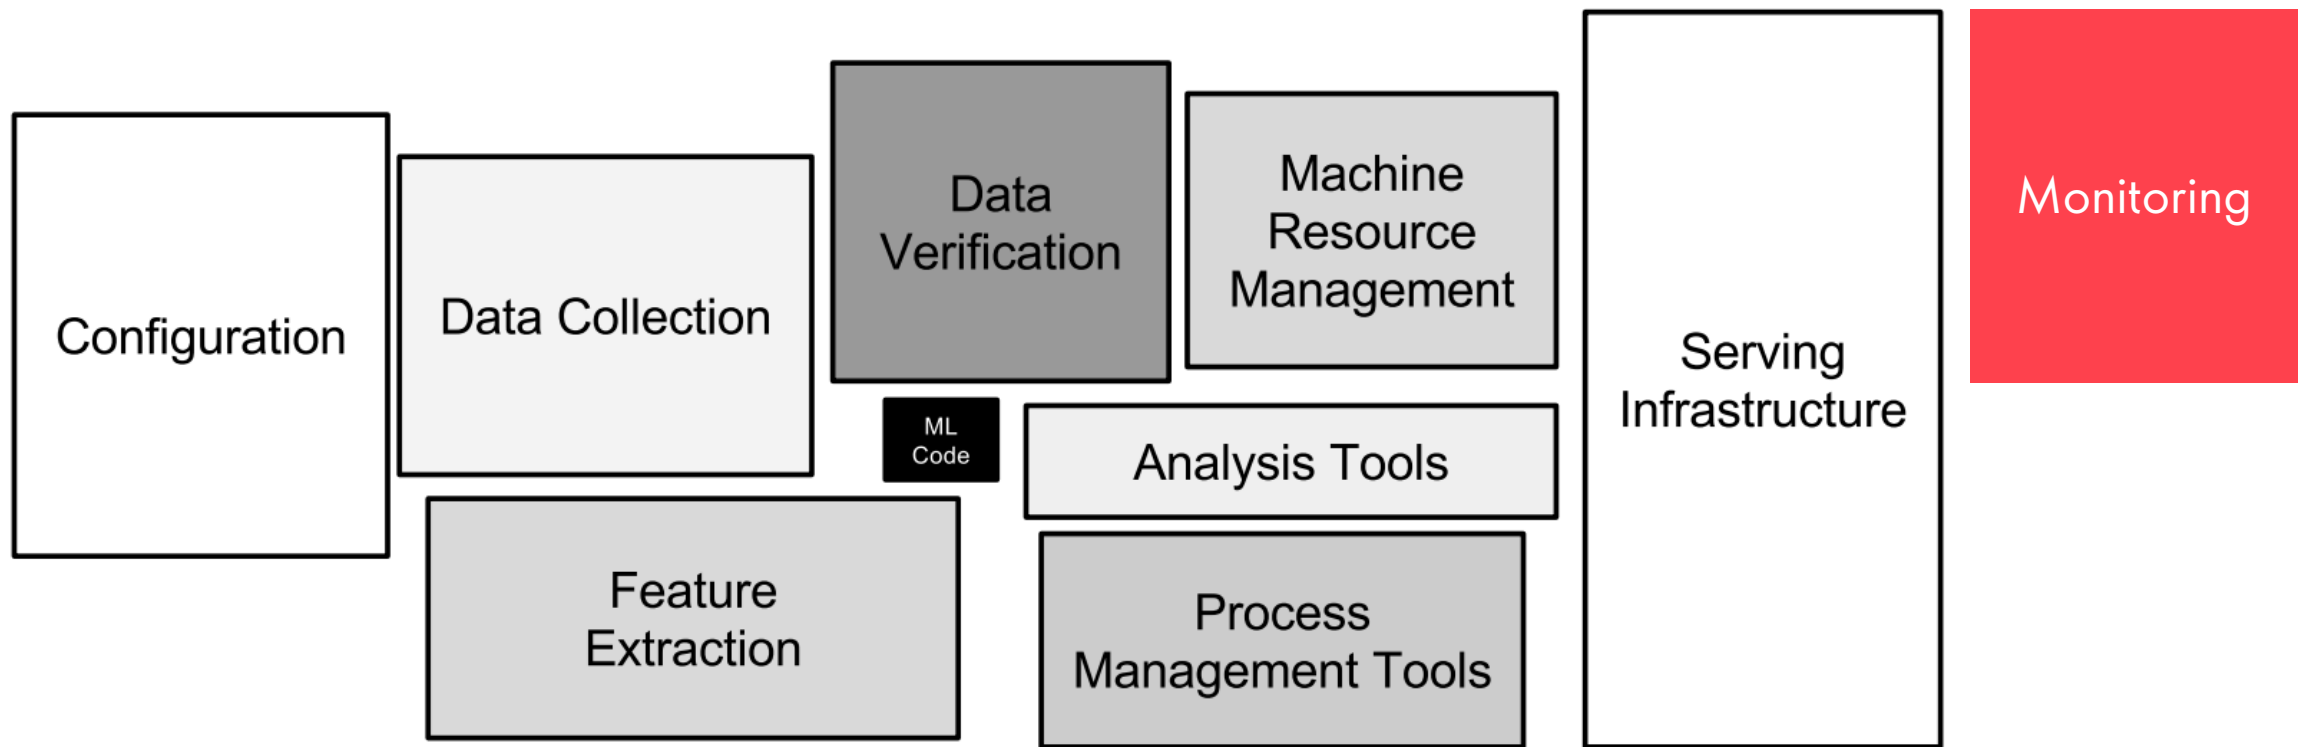 Configuration
Data Collection
Data
Verification
Machine
Resource
Management
ML
Code
Analysis Tools
Feature
Extraction
Process
Management Tools
Serving
Infrastructure
Monitoring